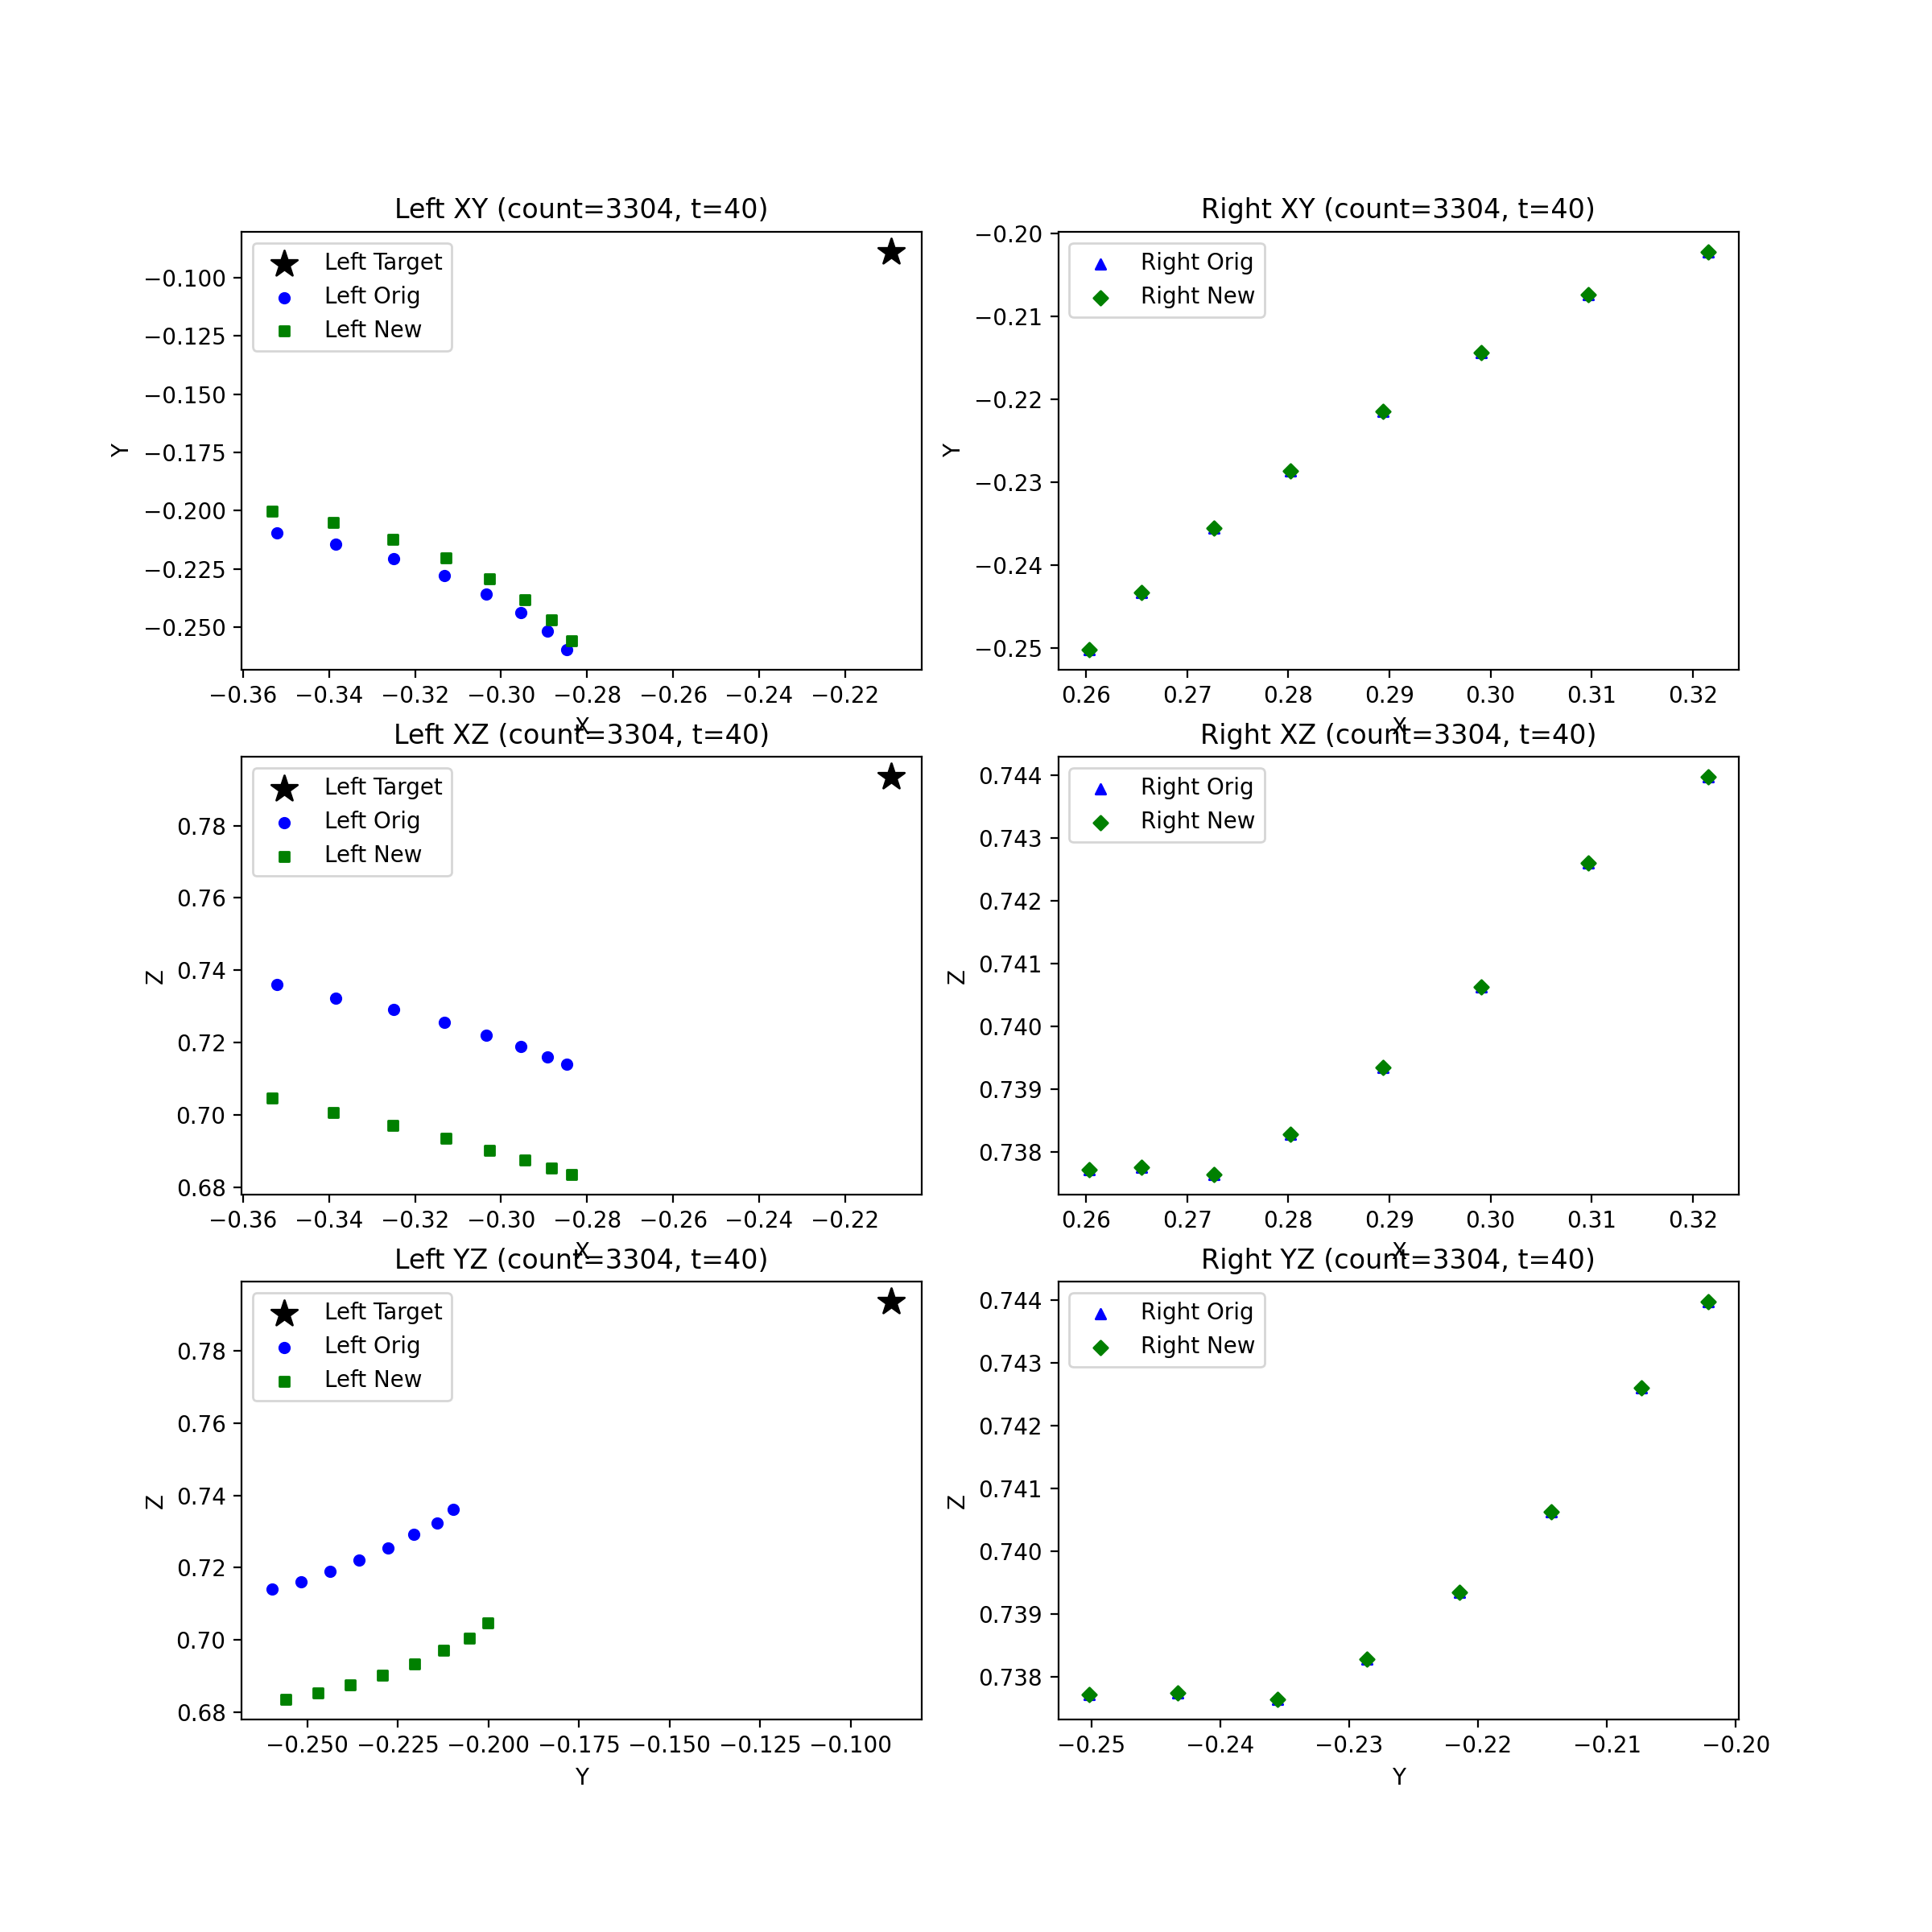 Left XY (count=3304, t=40)
Left Target
Left Orig
Left New
Y
−0.100
−0.125
−0.150
−0.175
−0.200
−0.225
−0.250
−0.36 −0.34 −0.32 −0.30 −0.28 −0.26 −0.24 −0.22
X
Right XY (count=3304, t=40)
Right Orig
Right New
Y
−0.20
−0.21
−0.22
−0.23
−0.24
−0.25
0.26 0.27 0.28 0.29 0.30 0.31 0.32
X
Left XZ (count=3304, t=40)
Left Target
Left Orig
Left New
Z
0.78
0.76
0.74
0.72
0.70
0.68
−0.36 −0.34 −0.32 −0.30 −0.28 −0.26 −0.24 −0.22
X
Right XZ (count=3304, t=40)
Right Orig
Right New
Z
0.744
0.743
0.742
0.741
0.740
0.739
0.738
0.26 0.27 0.28 0.29 0.30 0.31 0.32
X
Left YZ (count=3304, t=40)
Left Target
Left Orig
Left New
Z
0.78
0.76
0.74
0.72
0.70
0.68
−0.250 −0.225 −0.200 −0.175 −0.150 −0.125 −0.100
Y
Right YZ (count=3304, t=40)
Right Orig
Right New
Z
0.744
0.743
0.742
0.741
0.740
0.739
0.738
−0.25 −0.24 −0.23 −0.22 −0.21 −0.20
Y